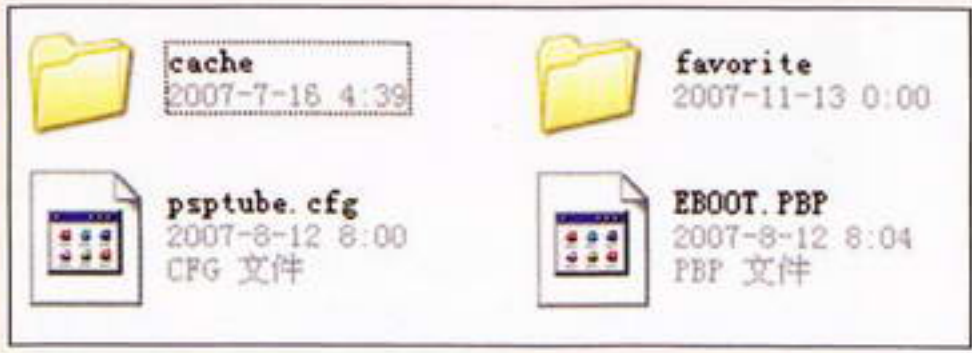 cache
2007-7-16 4:39
favorite
2007-11-13 0:00
psptube.cfg
2007-8-12 8:00
CFG 文件
EBOOT.PBP
2007-8-12 8:04
PBP 文件